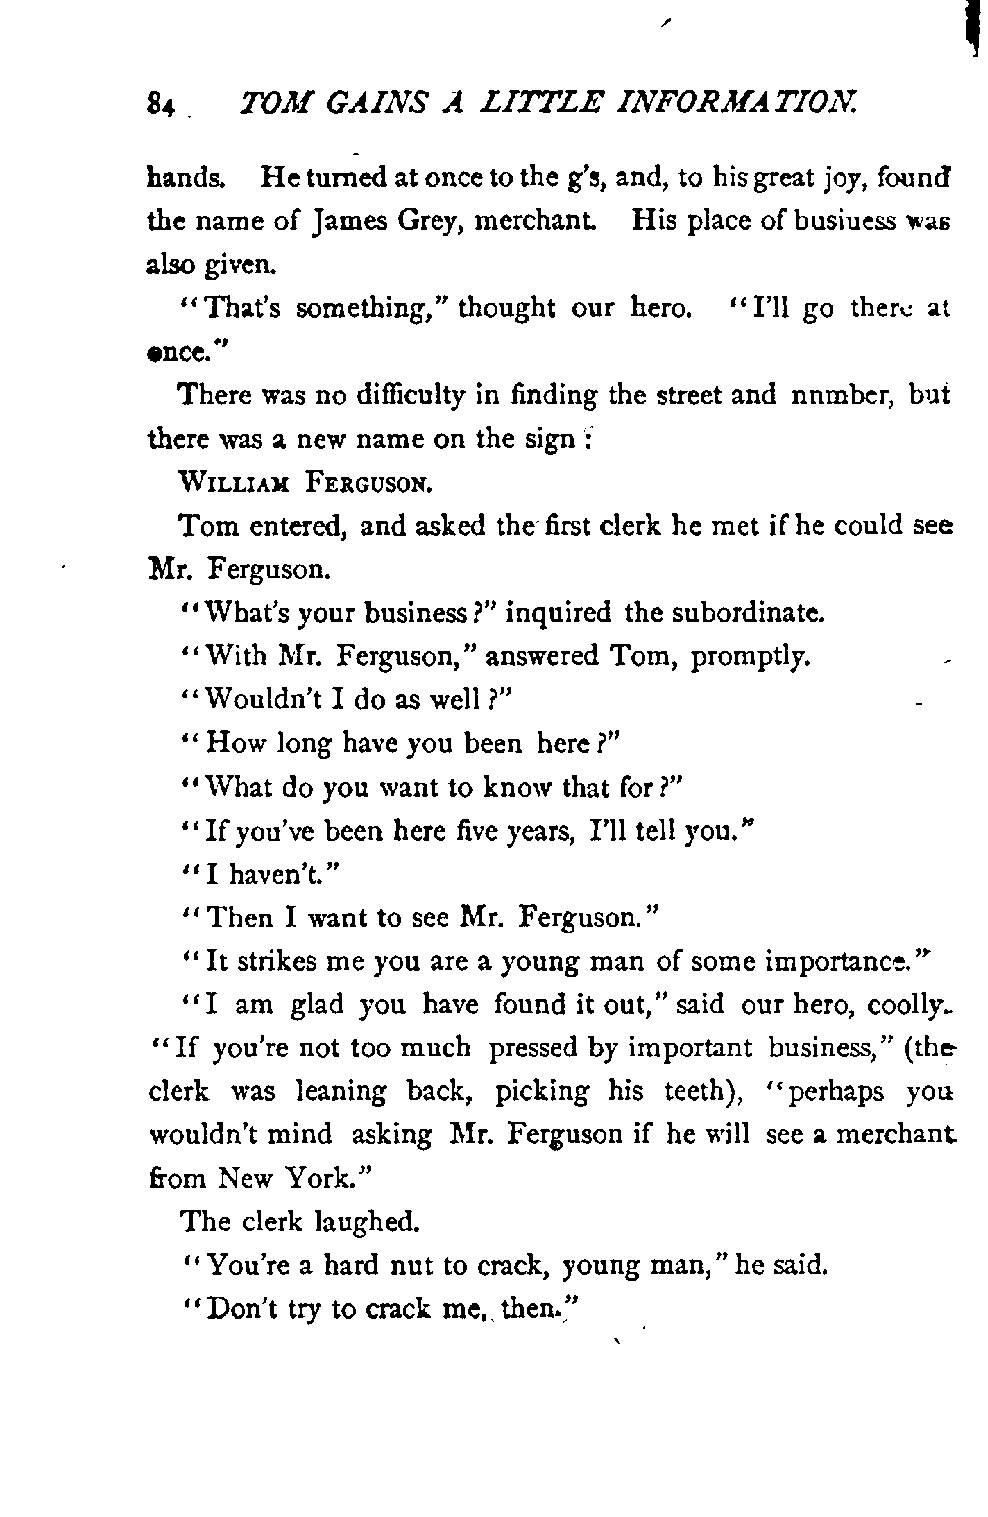 84 TOM GAINS A LITTLE INFORMATION.
hands. He turned at once to the g's, and, to his great joy, found
the name of James Grey, merchant. His place of busiuess was
also given.
"That's something," thought our hero. "I'll go there at
once."
There was no difficulty in finding the street and nnmber, but
there was a new name on the sign:
WILLIAM FERGUSON.
Tom entered, and asked the first clerk he met if he could see
Mr. Ferguson.
"What's your business?" inquired the subordinate.
"With Mr. Ferguson," answered Tom, promptly.
"Wouldn't I do as well?"
"How long have you been here?"
"What do you want to know that for?"
"If you've been here five years, I'll tell you."
"I haven't."
"Then I want to see Mr. Ferguson."
"It strikes me you are a young man of some importance."
"I am glad you have found it out," said our hero, coolly.
"If you're not too much pressed by important business," (the
clerk was leaning back, picking his teeth), "perhaps you
wouldn't mind asking Mr. Ferguson if he will see a merchant
from New York."
The clerk laughed.
"You're a hard nut to crack, young man," he said.
"Don't try to crack me, then."